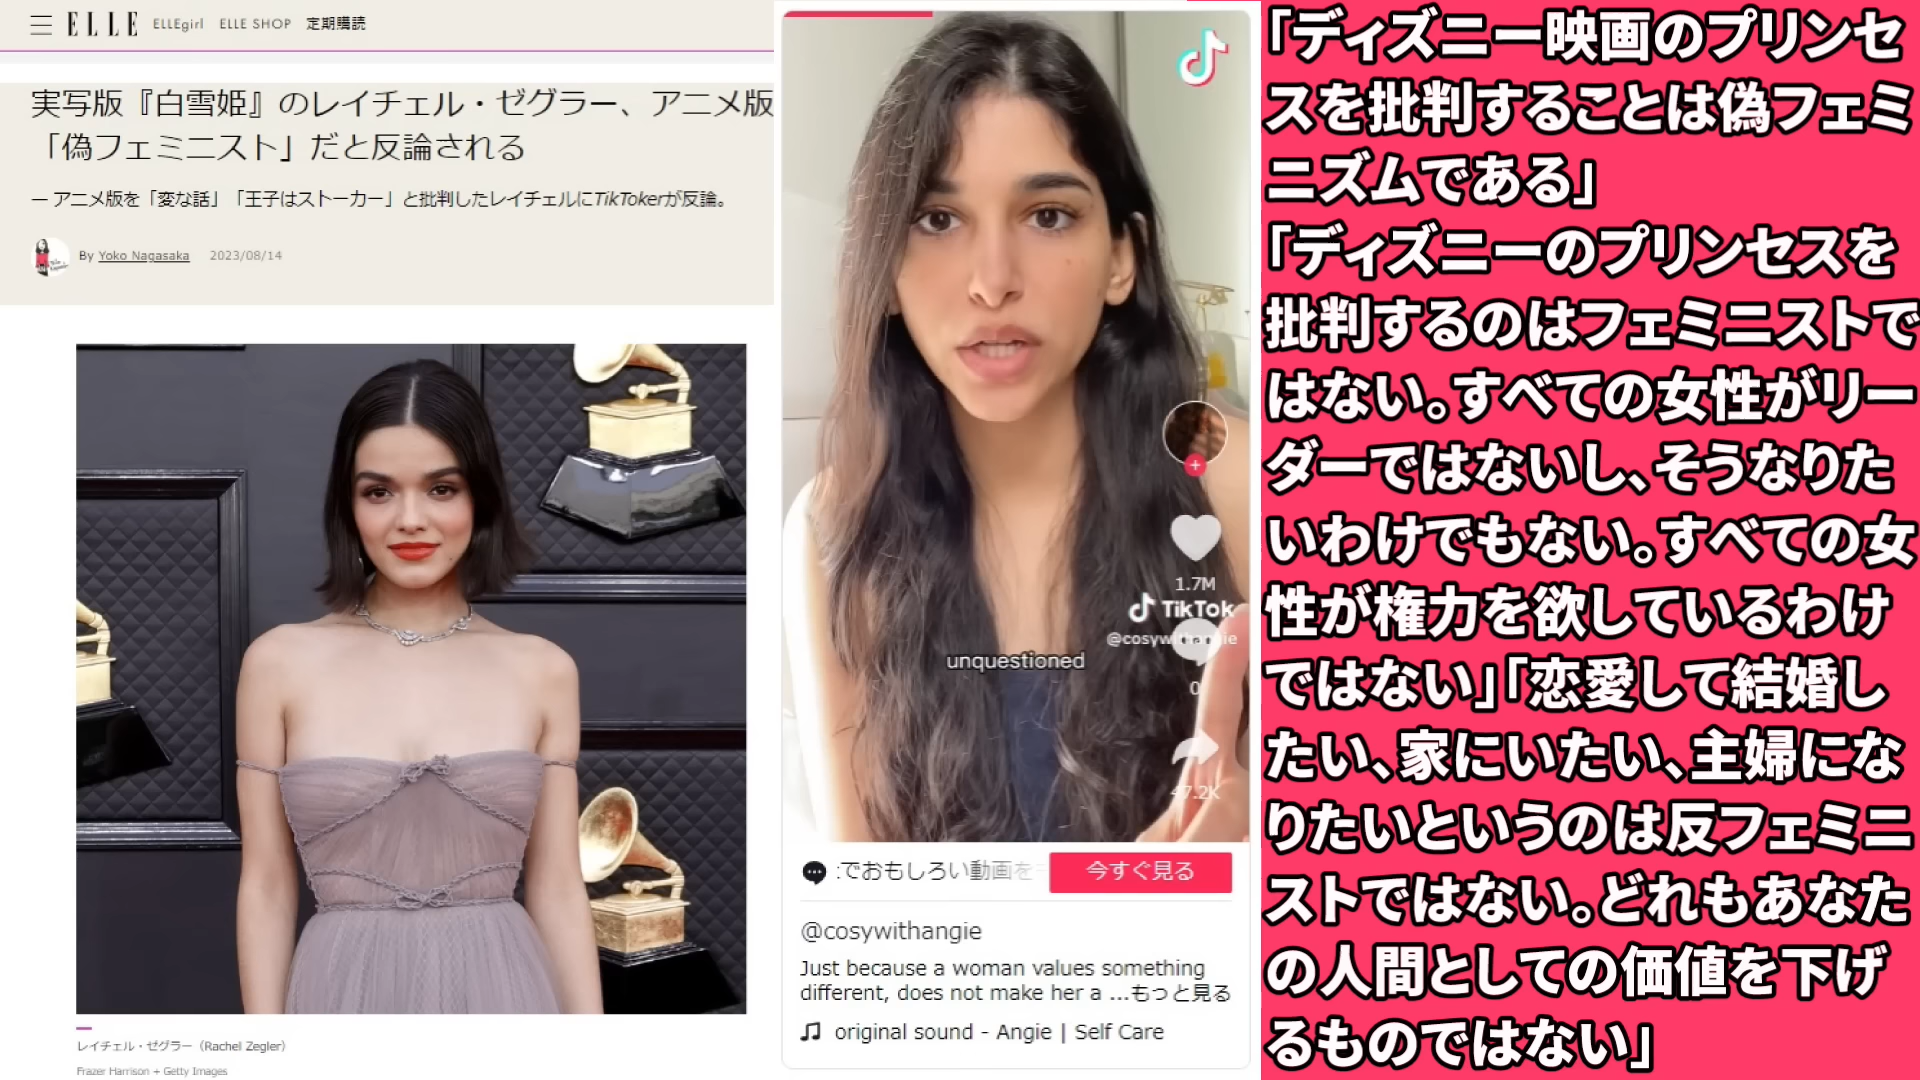 ELLE ELLEgirl ELLE SHOP 定期購読
実写版『白雪姫』のレイチェル・ゼグラー、アニメ版
「偽フェミニスト」だと反論される
— アニメ版を「変な話」「王子はストーカー」と批判したレイチェルにTikTokerが反論。
By Yoko Nagasaka 2023/08/14
レイチェル・ゼグラー（Rachel Zegler）
Frazer Harrison + Getty Images
1.7M
TikTok
@cosywithangie
unquestioned
0
47.2K
:でおもしろい動画を
今すぐ見る
@cosywithangie
Just because a woman values something
different, does not make her a ...もっと見る
original sound - Angie | Self Care
「ディズニー映画のプリンセ
スを批判することは偽フェミ
ニズムである」
「ディズニーのプリンセスを
批判するのはフェミニストで
はない。すべての女性がリー
ダーではないし、そうなりた
いわけでもない。すべての女
性が権力を欲しているわけ
ではない」「恋愛して結婚し
たい、家にいたい、主婦にな
りたいというのは反フェミニ
ストではない。どれもあなた
の人間としての価値を下げ
るものではない」